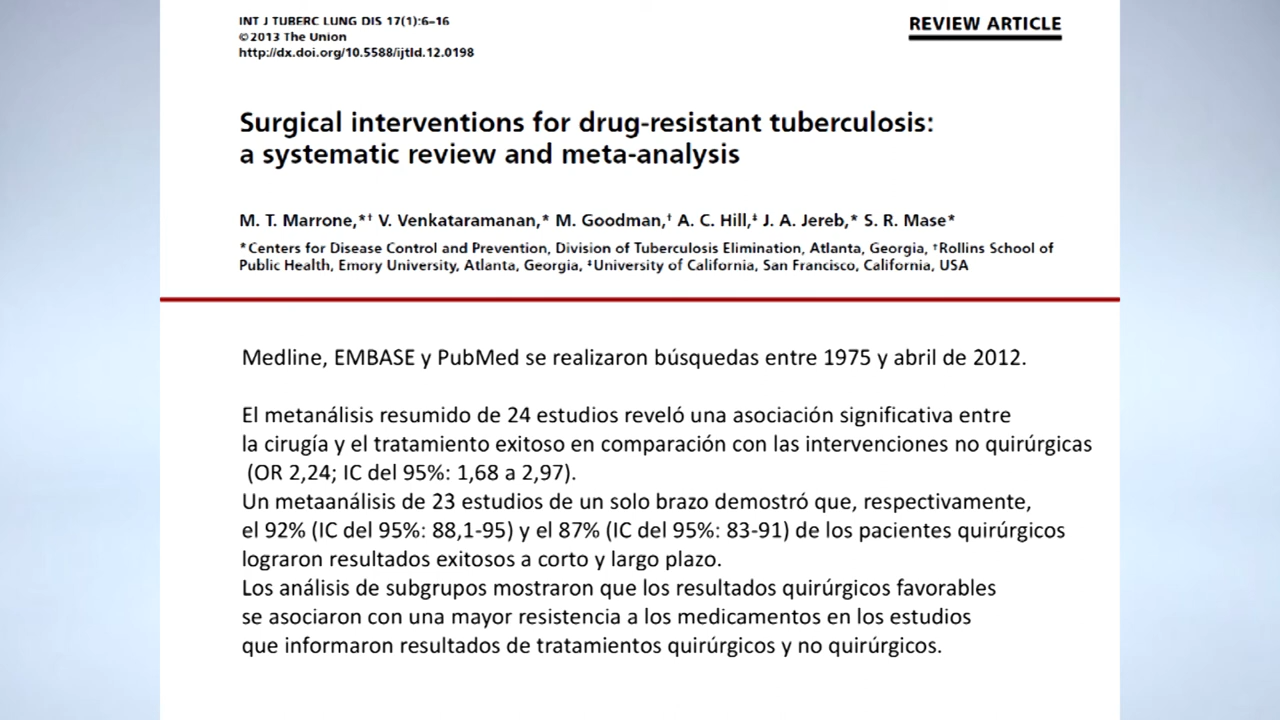 INT J TUBERC LUNG DIS 17(1):6–16
© 2013 The Union
http://dx.doi.org/10.5588/ijtld.12.0198
REVIEW ARTICLE
Surgical interventions for drug-resistant tuberculosis:
a systematic review and meta-analysis
M. T. Marrone,*† V. Venkataramanan,* M. Goodman,† A. C. Hill,‡ J. A. Jereb,* S. R. Mase*
*Centers for Disease Control and Prevention, Division of Tuberculosis Elimination, Atlanta, Georgia, †Rollins School of
Public Health, Emory University, Atlanta, Georgia, ‡University of California, San Francisco, California, USA
Medline, EMBASE y PubMed se realizaron búsquedas entre 1975 y abril de 2012.
El metanálisis resumido de 24 estudios reveló una asociación significativa entre
la cirugía y el tratamiento exitoso en comparación con las intervenciones no quirúrgicas
(OR 2,24; IC del 95%: 1,68 a 2,97).
Un metaanálisis de 23 estudios de un solo brazo demostró que, respectivamente,
el 92% (IC del 95%: 88,1-95) y el 87% (IC del 95%: 83-91) de los pacientes quirúrgicos
lograron resultados exitosos a corto y largo plazo.
Los análisis de subgrupos mostraron que los resultados quirúrgicos favorables
se asociaron con una mayor resistencia a los medicamentos en los estudios
que informaron resultados de tratamientos quirúrgicos y no quirúrgicos.